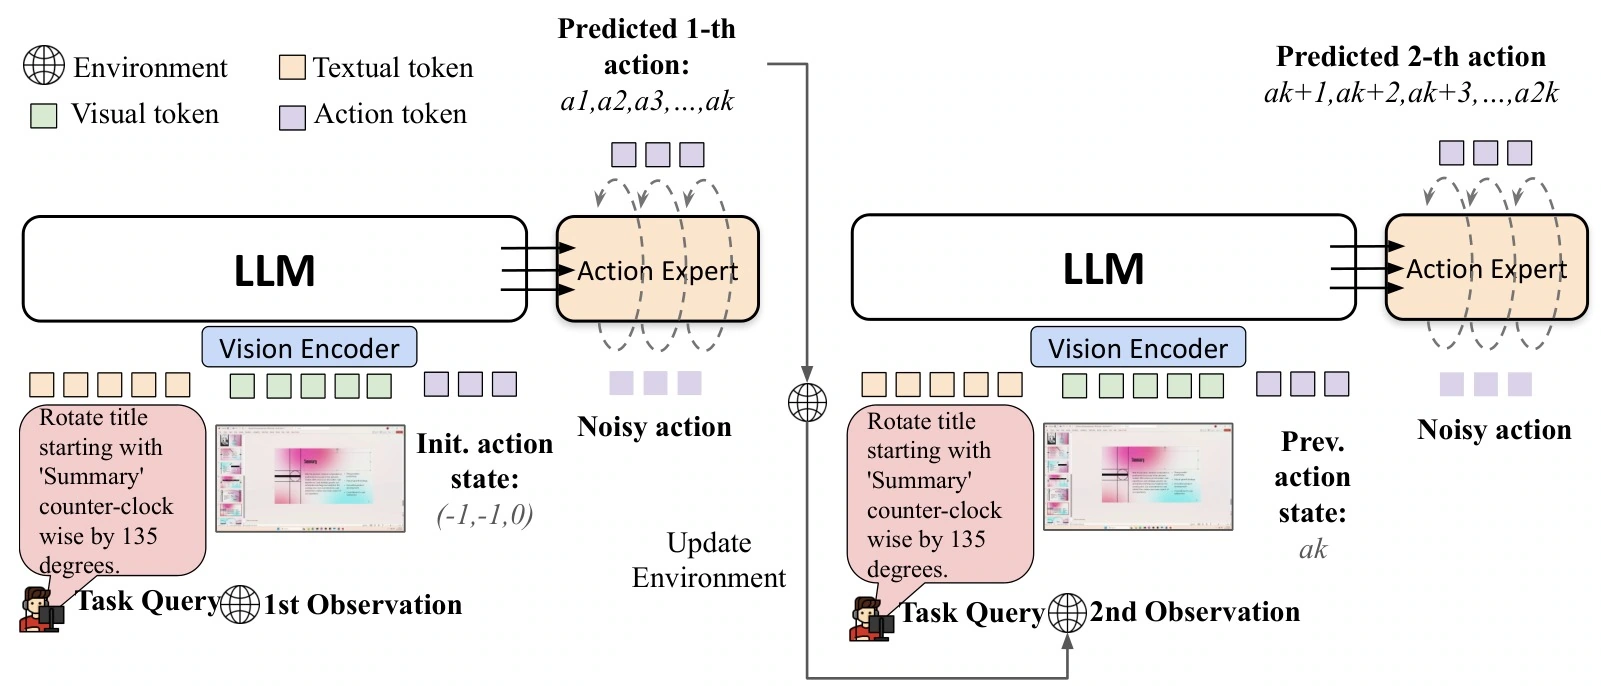 Environment
Textual token
Visual token
Action token
Predicted 1-th
action:
a1,a2,a3,...,ak
LLM
Action Expert
Vision Encoder
Rotate title
starting with
'Summary'
counter-clock
wise by 135
degrees.
Summary
Init. action
state:
(-1,-1,0)
Noisy action
Task Query
1st Observation
Update
Environment
Predicted 2-th action
ak+1,ak+2,ak+3,...,a2k
LLM
Action Expert
Vision Encoder
Rotate title
starting with
'Summary'
counter-clock
wise by 135
degrees.
Summary
Prev.
action
state:
ak
Noisy action
Task Query
2nd Observation